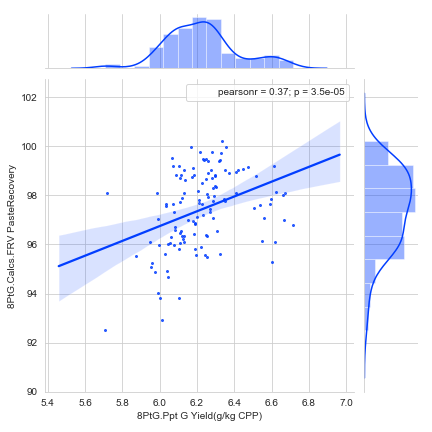 pearsonr = 0.37; p = 3.5e-05
102
100
98
96
94
92
90
8PtG.Calcs.FRV PasteRecovery
5.4 5.6 5.8 6.0 6.2 6.4 6.6 6.8 7.0
8PtG.Ppt G Yield(g/kg CPP)